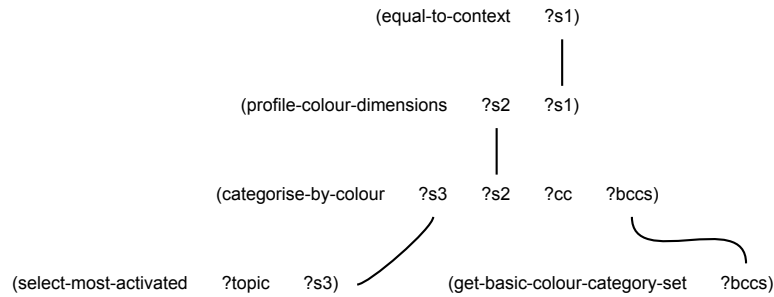 (equal-to-context ?s1)
(profile-colour-dimensions ?s2 ?s1)
(categorise-by-colour ?s3 ?s2 ?cc ?bccs)
(select-most-activated ?topic ?s3) (get-basic-colour-category-set ?bccs)